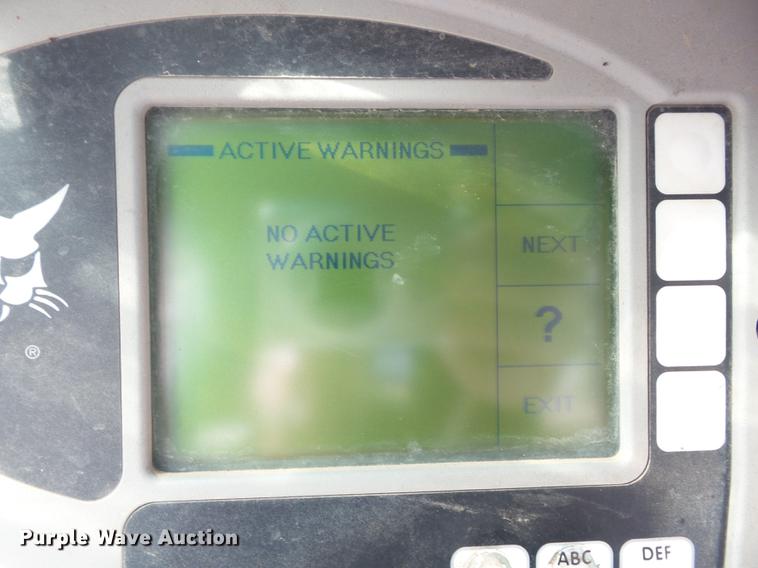 ACTIVE WARNINGS
NO ACTIVE
WARNINGS
NEXT
?
EXIT
®
ABC
DEF
Purple Wave Auction